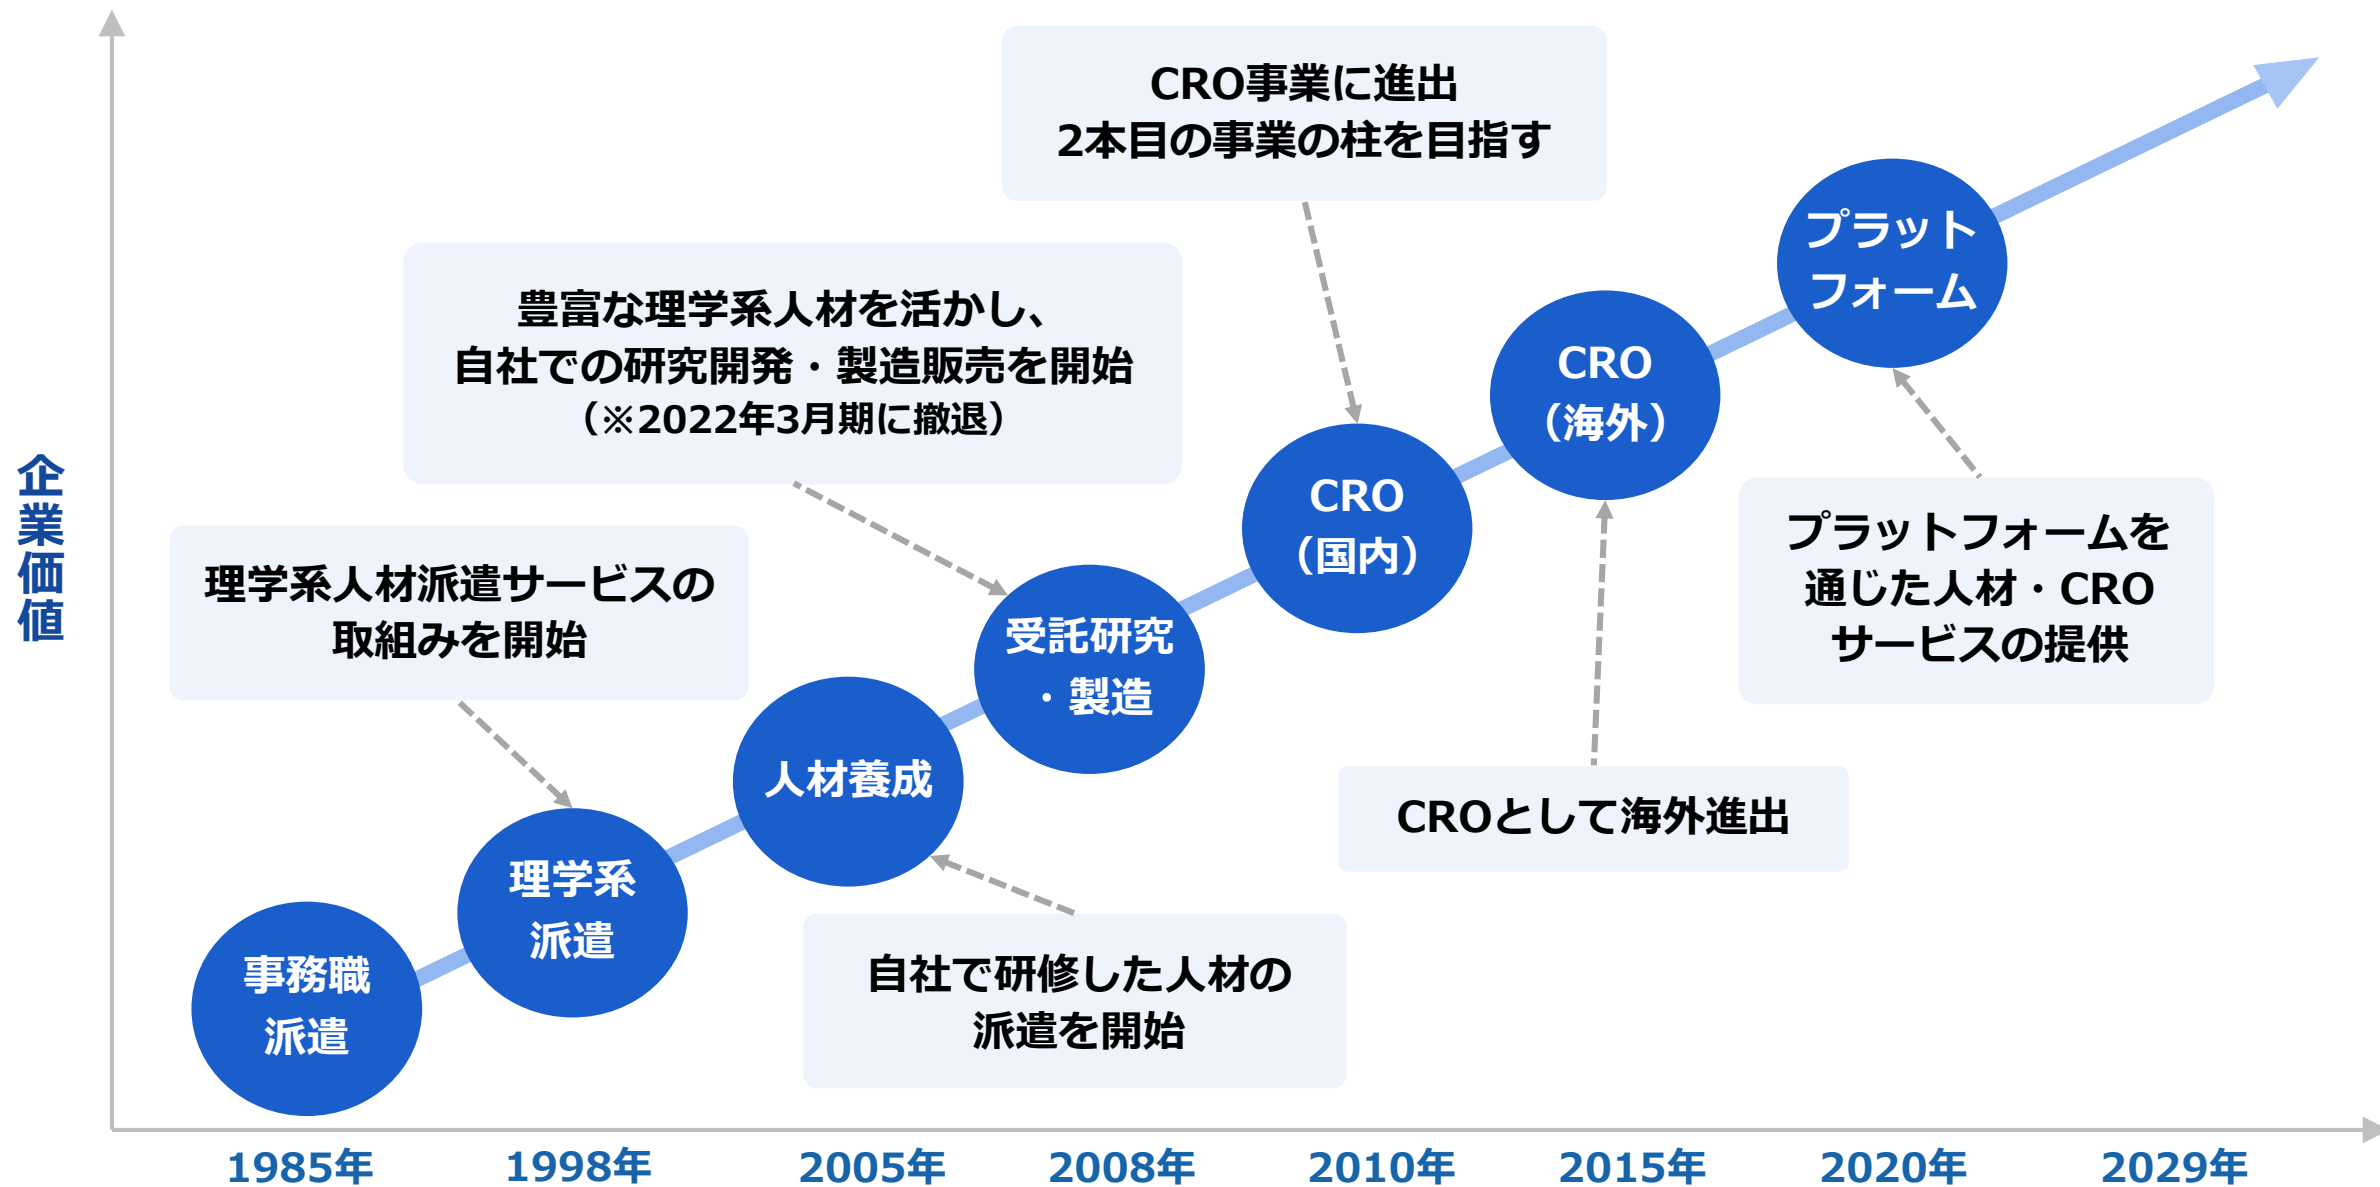 企業価値
CRO事業に進出
2本目の事業の柱を目指す
豊富な理学系人材を活かし、
自社での研究開発・製造販売を開始
（※2022年3月期に撤退）
理学系人材派遣サービスの
取組みを開始
プラット
フォーム
CRO
（海外）
CRO
（国内）
受託研究
・製造
人材養成
理学系
派遣
事務職
派遣
プラットフォームを
通じた人材・CRO
サービスの提供
CROとして海外進出
自社で研修した人材の
派遣を開始
1985年
1998年
2005年
2008年
2010年
2015年
2020年
2029年